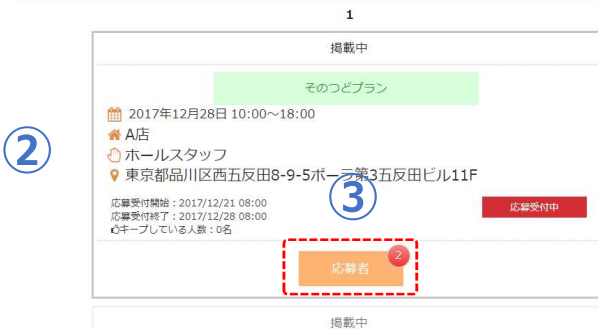 1
掲載中
そのつどプラン
2017年12月28日 10:00～18:00
② A店
ホールスタッフ
東京都品川区西五反田8-9-5ポーラ第3五反田ビル11F
③
応募受付開始：2017/12/21 08:00
応募受付終了：2017/12/28 08:00
キープしている人数：0名
応募受付中
応募者 2
掲載中